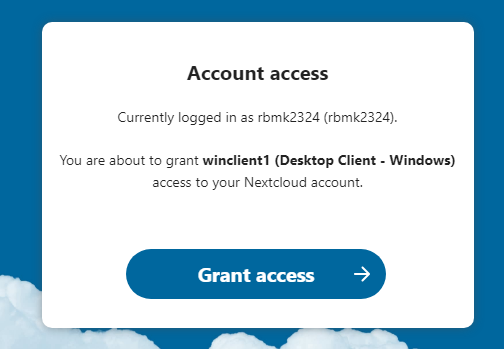 Account access
Currently logged in as rbmk2324 (rbmk2324).
You are about to grant winclient1 (Desktop Client - Windows)
access to your Nextcloud account.
Grant access